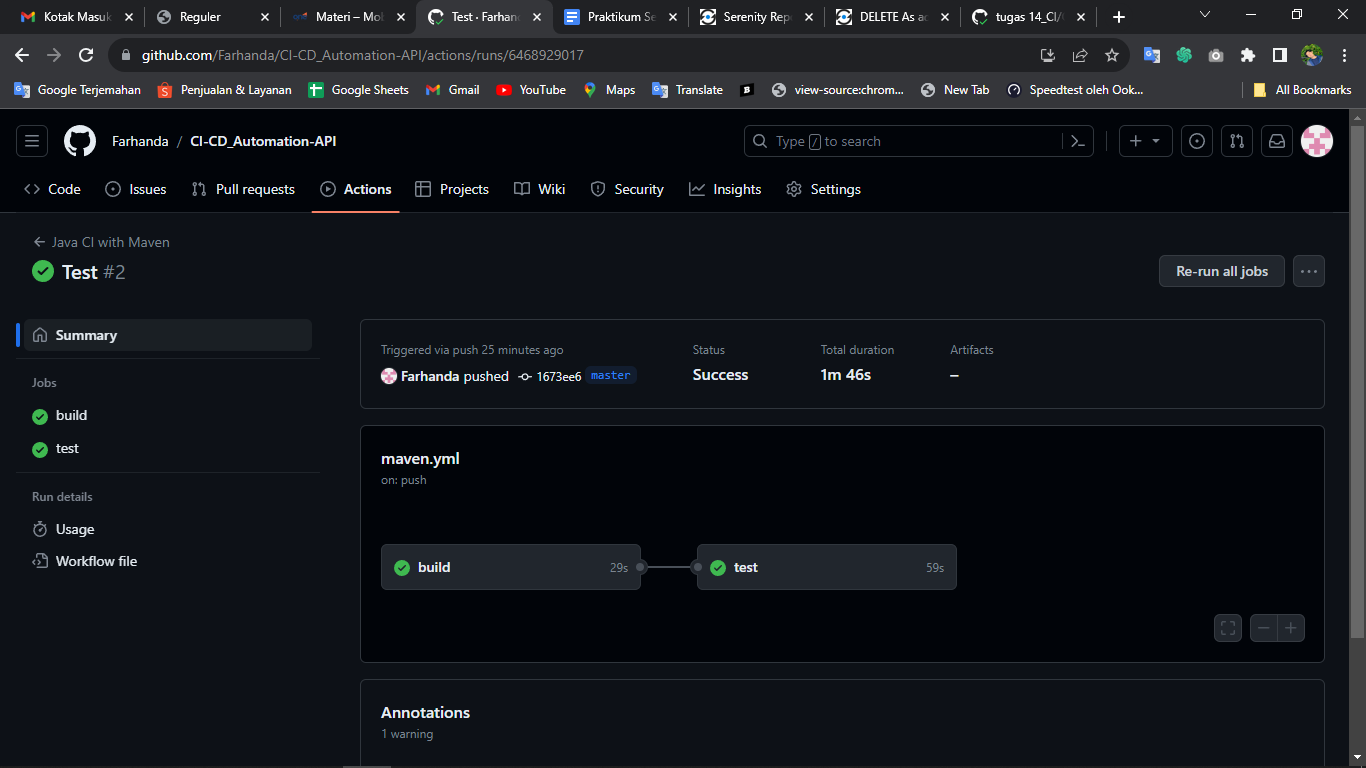 Kotak Masuk
Reguler
Materi – Mo
Test · Farhand
Praktikum Se
Serenity Rep
DELETE As a
tugas 14_CI/
github.com/Farhanda/CI-CD_Automation-API/actions/runs/6468929017
Google Terjemahan
Penjualan & Layanan
Google Sheets
Gmail
YouTube
Maps
Translate
view-source:chrom...
New Tab
Speedtest oleh Ook...
All Bookmarks
Farhanda / CI-CD_Automation-API
Type / to search
Code
Issues
Pull requests
Actions
Projects
Wiki
Security
Insights
Settings
Java CI with Maven
Test #2
Re-run all jobs
Summary
Jobs
build
test
Run details
Usage
Workflow file
Triggered via push 25 minutes ago
Farhanda pushed 1673ee6 master
Status
Success
Total duration
1m 46s
Artifacts
–
maven.yml
on: push
build 29s
test 59s
Annotations
1 warning